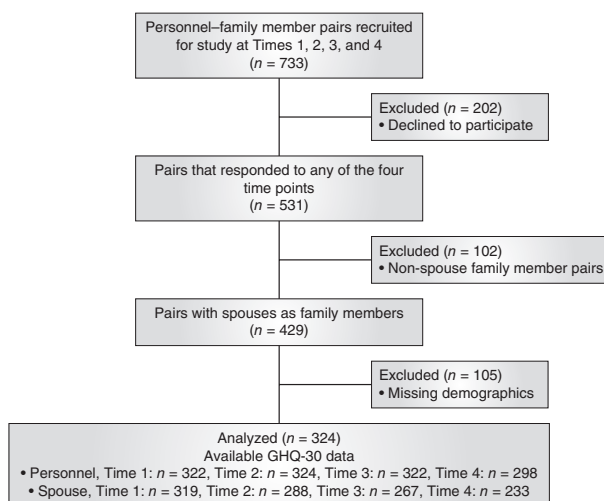 Personnel–family member pairs recruited
for study at Times 1, 2, 3, and 4
(n = 733)
Excluded (n = 202)
• Declined to participate
Pairs that responded to any of the four
time points
(n = 531)
Excluded (n = 102)
• Non-spouse family member pairs
Pairs with spouses as family members
(n = 429)
Excluded (n = 105)
• Missing demographics
Analyzed (n = 324)
Available GHQ-30 data
• Personnel, Time 1: n = 322, Time 2: n = 324, Time 3: n = 322, Time 4: n = 298
• Spouse, Time 1: n = 319, Time 2: n = 288, Time 3: n = 267, Time 4: n = 233